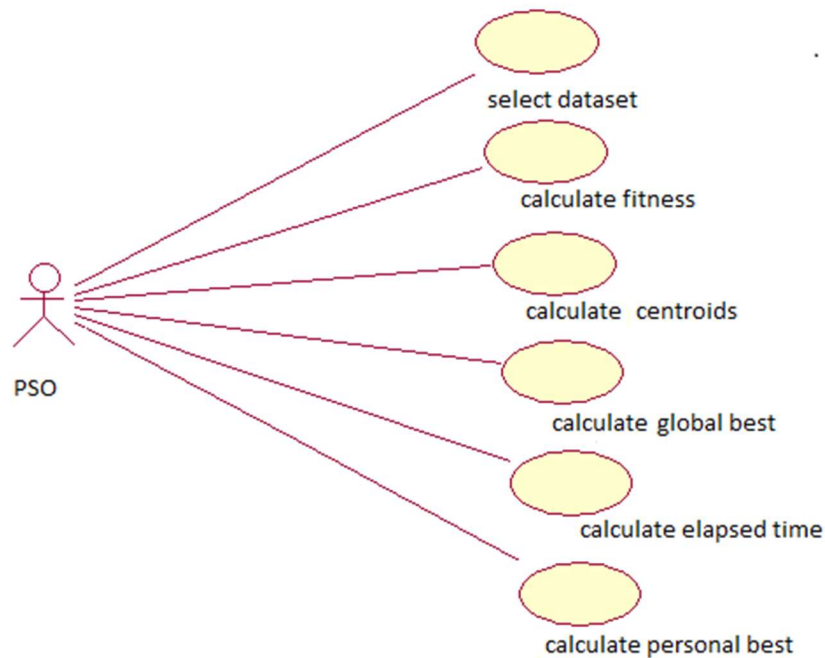 select dataset
calculate fitness
calculate centroids
calculate global best
PSO
calculate elapsed time
calculate personal best